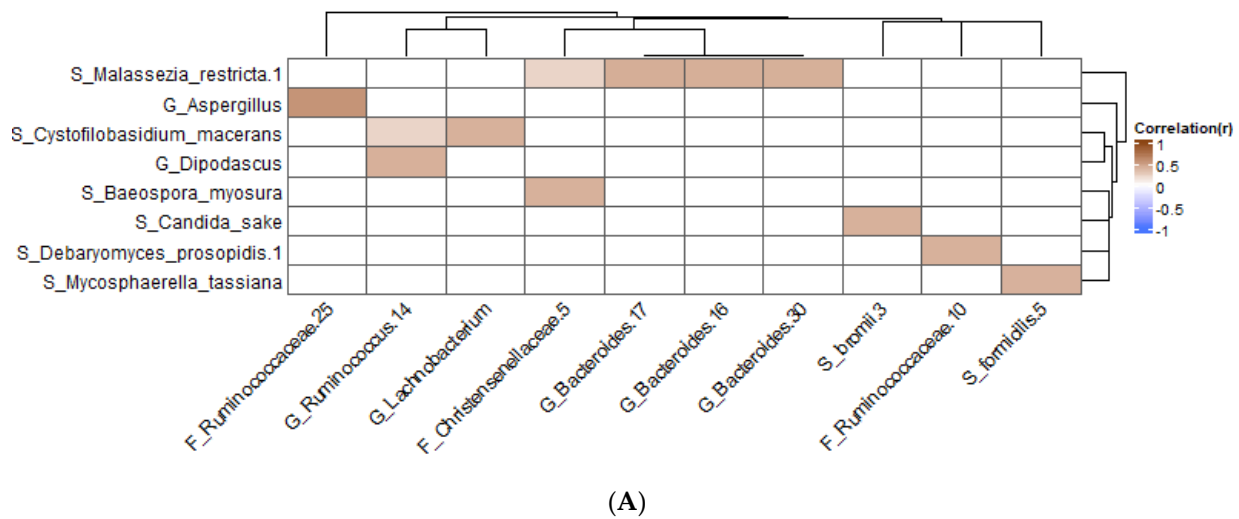 S_Malassezia_restricta.1
G_Aspergillus
S_Cystofilobasidium_macerans
G_Dipodascus
S_Baeospora_myosura
S_Candida_sake
S_Debaryomyces_prosopidis.1
S_Mycosphaerella_tassiana
F_Ruminococcaceae.25
G_Ruminococcus.14
G_Lachnobacterium
F_Christensenellaceae.5
G_Bacteroides.17
G_Bacteroides.16
G_Bacteroides.30
S_bromii.3
F_Ruminococcaceae.10
S_formicilis.5
Correlation(r)
1
0.5
0
-0.5
-1
(A)